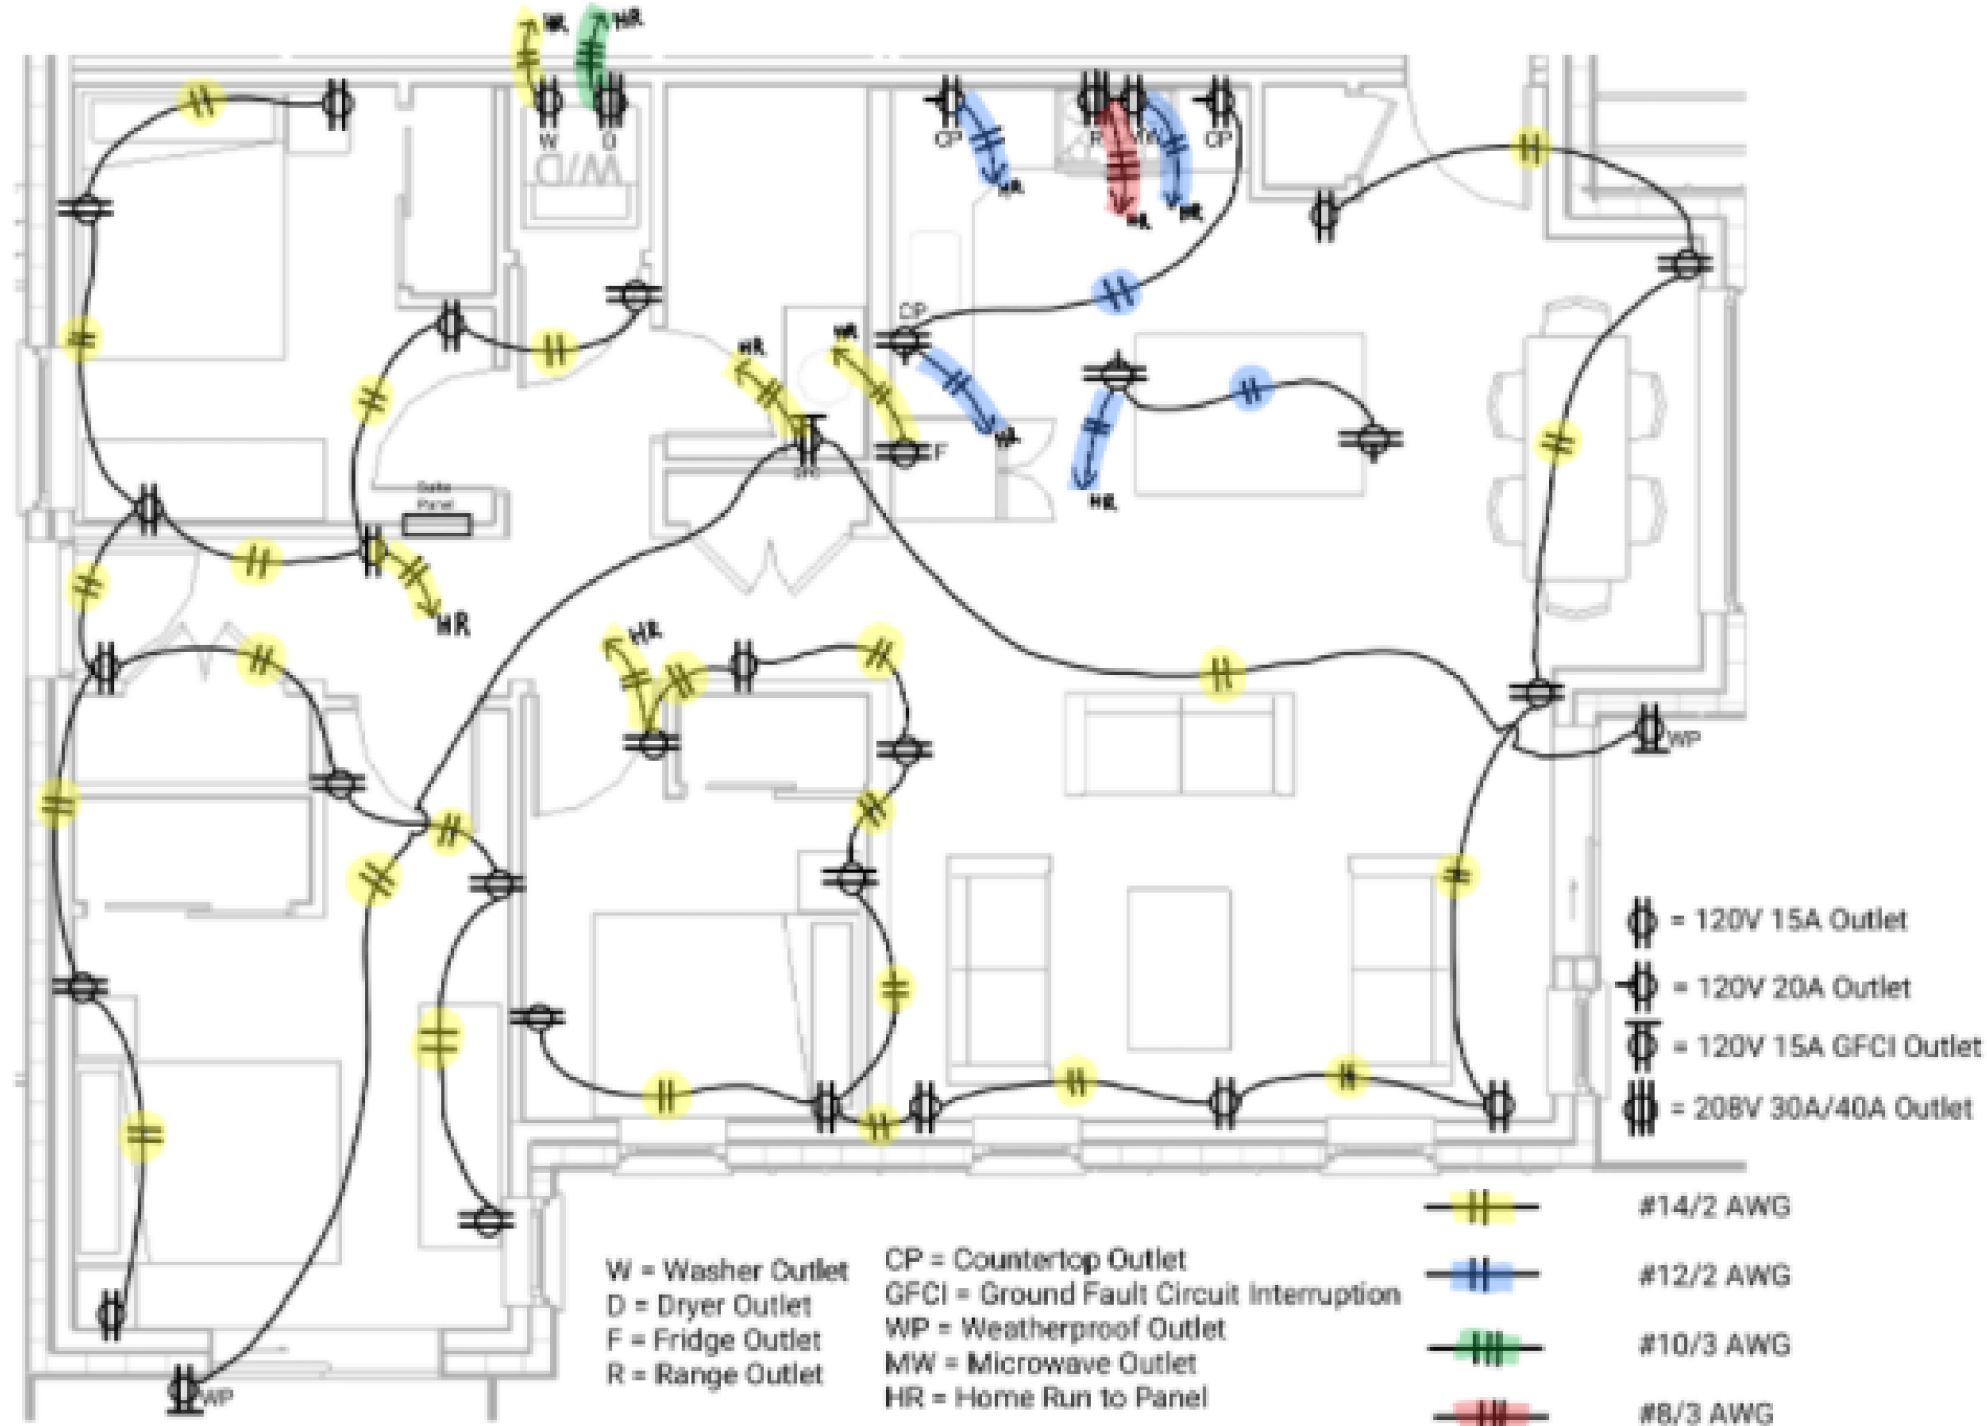 HR
HR
W
D
W/D
CP
R
MW
CP
HR
HR
HR
CP
HR
HR
F
HR
HR
Suite
Panel
HR
HR
WP
WP
= 120V 15A Outlet
= 120V 20A Outlet
= 120V 15A GFCI Outlet
= 208V 30A/40A Outlet
W = Washer Outlet
D = Dryer Outlet
F = Fridge Outlet
R = Range Outlet
CP = Countertop Outlet
GFCI = Ground Fault Circuit Interruption
WP = Weatherproof Outlet
MW = Microwave Outlet
HR = Home Run to Panel
#14/2 AWG
#12/2 AWG
#10/3 AWG
#8/3 AWG